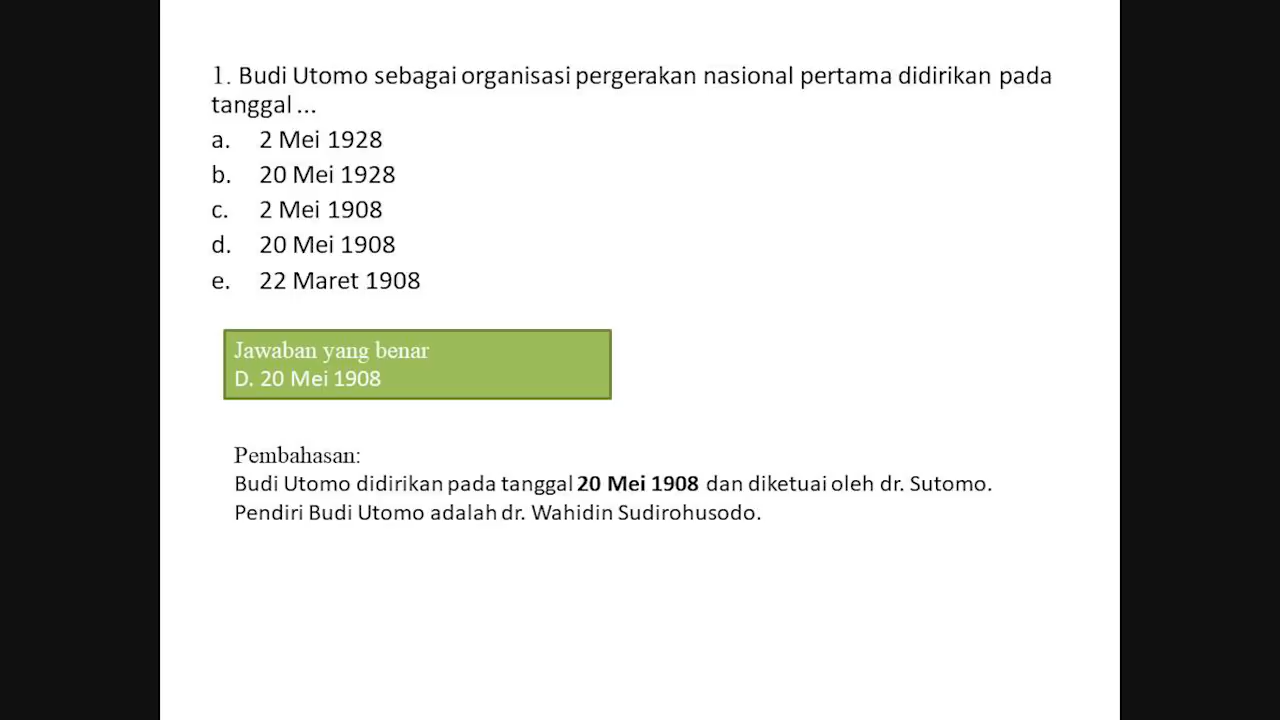 1. Budi Utomo sebagai organisasi pergerakan nasional pertama didirikan pada
tanggal ...
a. 2 Mei 1928
b. 20 Mei 1928
c. 2 Mei 1908
d. 20 Mei 1908
e. 22 Maret 1908
Jawaban yang benar
D. 20 Mei 1908
Pembahasan:
Budi Utomo didirikan pada tanggal 20 Mei 1908 dan diketuai oleh dr. Sutomo.
Pendiri Budi Utomo adalah dr. Wahidin Sudirohusodo.